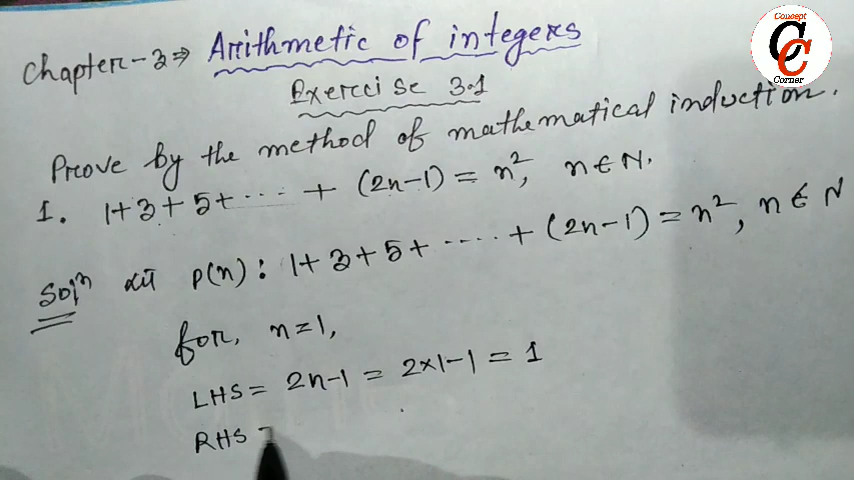 Concept
CC
Corner
Chapter-3⇒ Arithmetic of integers
Exercise 3.1
Prove by the method of mathematical induction.
1. 1+3+5+ ---- + (2n-1) = n², n∈N.
Solⁿ P(n): 1+3+5+ ----- + (2n-1) = n², n∈N
for, n=1,
LHS = 2n-1 = 2×1-1 = 1
RHS